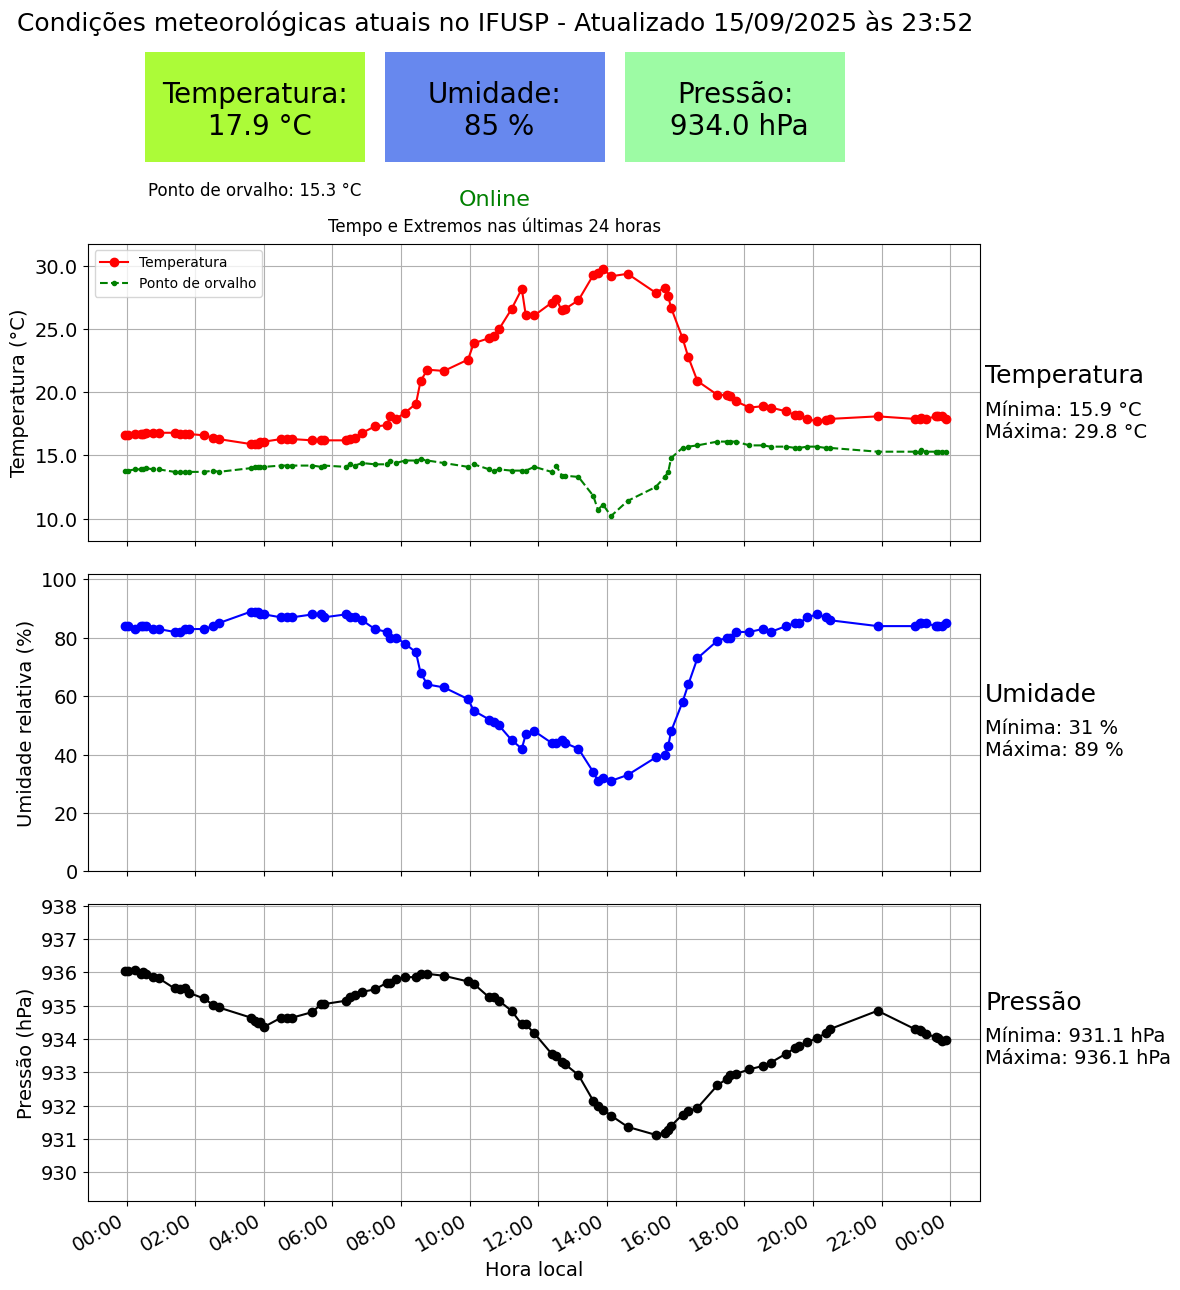 Condições meteorológicas atuais no IFUSP - Atualizado 15/09/2025 às 23:52
Temperatura:
17.9 °C
Umidade:
85 %
Pressão:
934.0 hPa
Ponto de orvalho: 15.3 °C
Online
Tempo e Extremos nas últimas 24 horas
Temperatura
Ponto de orvalho
Temperatura (°C)
30.0
25.0
20.0
15.0
10.0
Temperatura
Mínima: 15.9 °C
Máxima: 29.8 °C
Umidade relativa (%)
100
80
60
40
20
0
Umidade
Mínima: 31 %
Máxima: 89 %
Pressão (hPa)
938
937
936
935
934
933
932
931
930
Pressão
Mínima: 931.1 hPa
Máxima: 936.1 hPa
00:00
02:00
04:00
06:00
08:00
10:00
12:00
14:00
16:00
18:00
20:00
22:00
00:00
Hora local